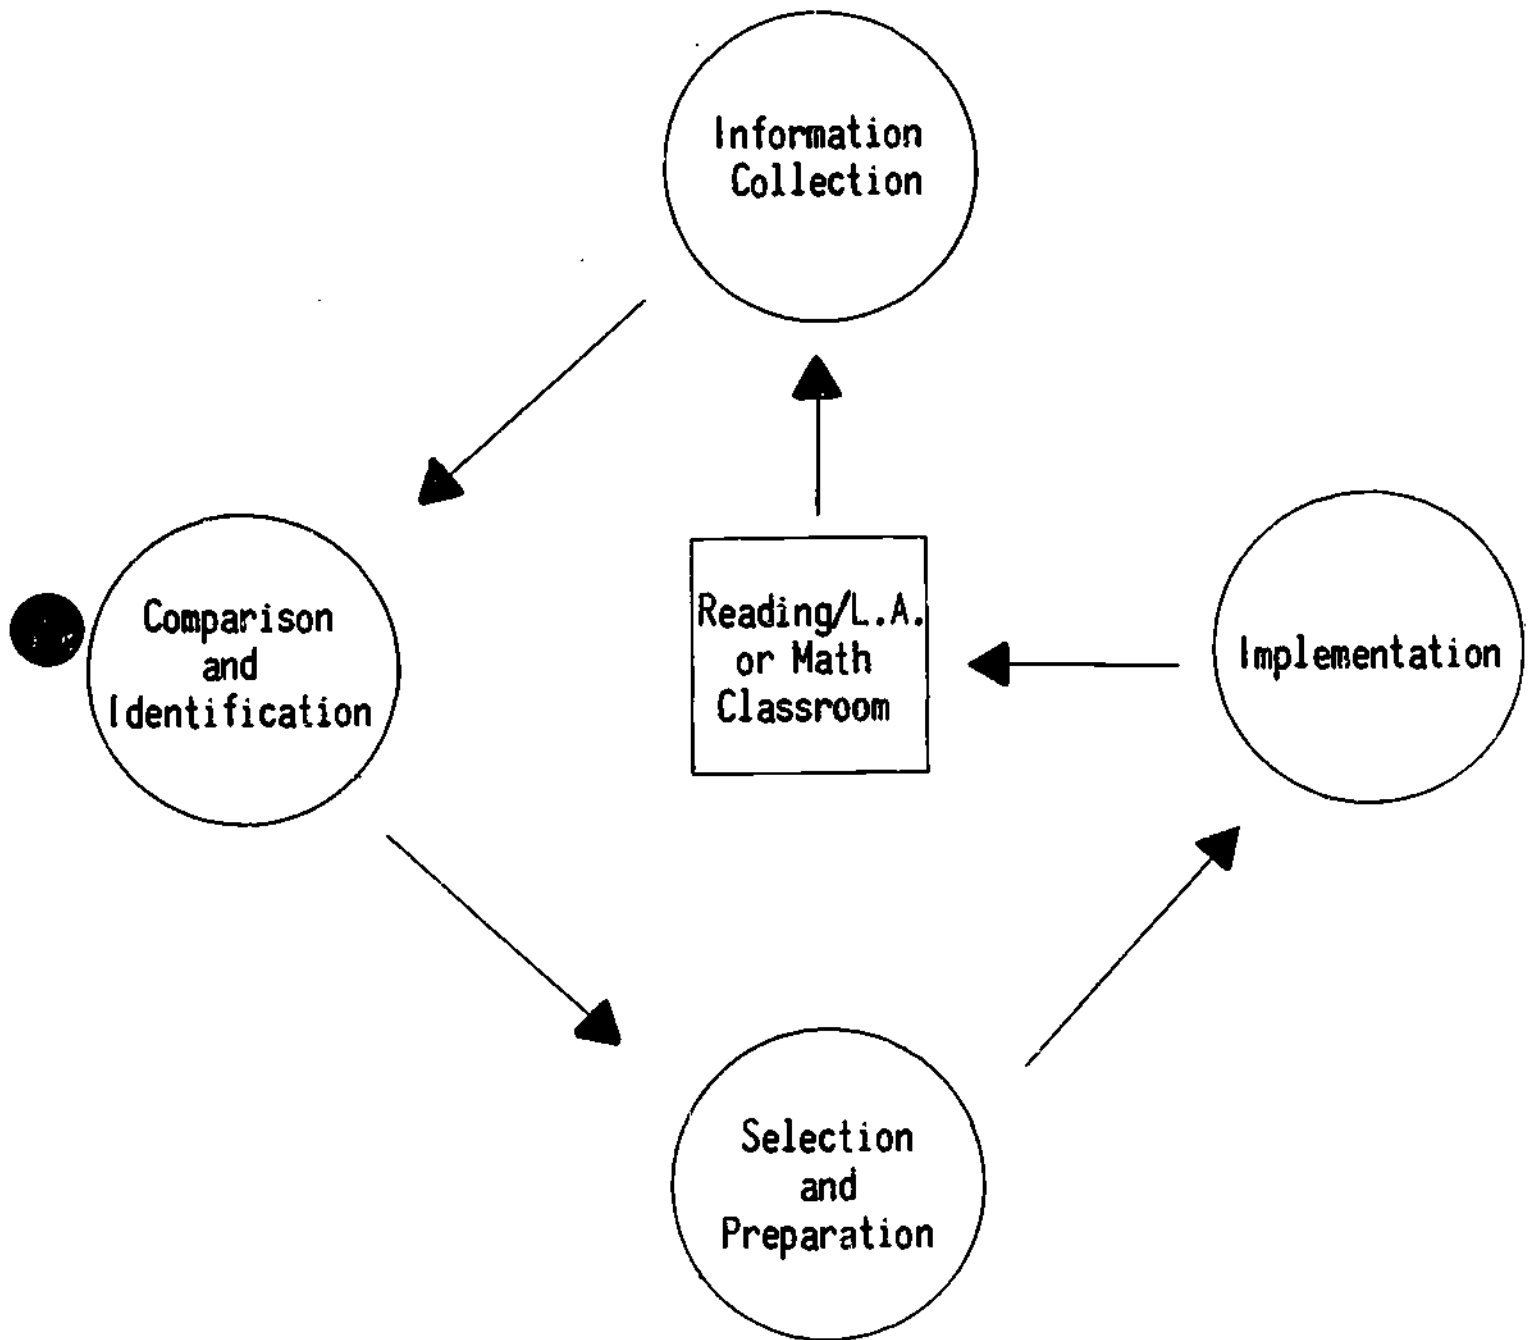 Information
Collection
Comparison
and
Identification
Reading/L.A.
or Math
Classroom
Implementation
Selection
and
Preparation